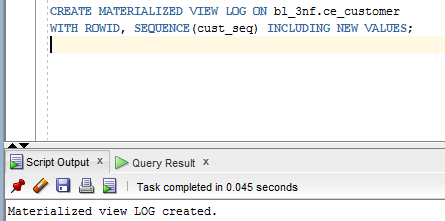 CREATE MATERIALIZED VIEW LOG ON bl_3nf.ce_customer
WITH ROWID, SEQUENCE(cust_seq) INCLUDING NEW VALUES;
Script Output x Query Result x
Task completed in 0.045 seconds
Materialized view LOG created.